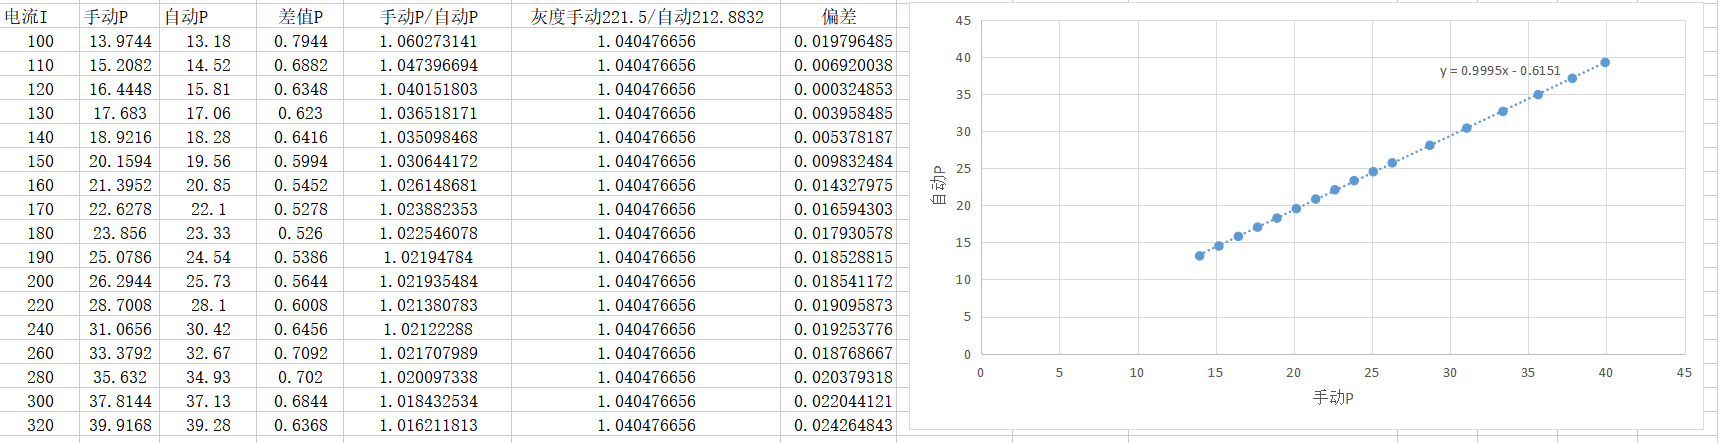 电流I 手动P 自动P 差值P 手动P/自动P 灰度手动221.5/自动212.8832 偏差
100 13.9744 13.18 0.7944 1.060273141 1.040476656 0.019796485
110 15.2082 14.52 0.6882 1.047396694 1.040476656 0.006920038
120 16.4448 15.81 0.6348 1.040151803 1.040476656 0.000324853
130 17.683 17.06 0.623 1.036518171 1.040476656 0.003958485
140 18.9216 18.28 0.6416 1.035098468 1.040476656 0.005378187
150 20.1594 19.56 0.5994 1.030644172 1.040476656 0.009832484
160 21.3952 20.85 0.5452 1.026148681 1.040476656 0.014327975
170 22.6278 22.1 0.5278 1.023882353 1.040476656 0.016594303
180 23.856 23.33 0.526 1.022546078 1.040476656 0.017930578
190 25.0786 24.54 0.5386 1.02194784 1.040476656 0.018528815
200 26.2944 25.73 0.5644 1.021935484 1.040476656 0.018541172
220 28.7008 28.1 0.6008 1.021380783 1.040476656 0.019095873
240 31.0656 30.42 0.6456 1.02122288 1.040476656 0.019253776
260 33.3792 32.67 0.7092 1.021707989 1.040476656 0.018768667
280 35.632 34.93 0.702 1.020097338 1.040476656 0.020379318
300 37.8144 37.13 0.6844 1.018432534 1.040476656 0.022044121
320 39.9168 39.28 0.6368 1.016211813 1.040476656 0.024264843
45
40
35
30
25
20
15
10
5
0
自动P
y = 0.9995x - 0.6151
0 5 10 15 20 25 30 35 40 45
手动P